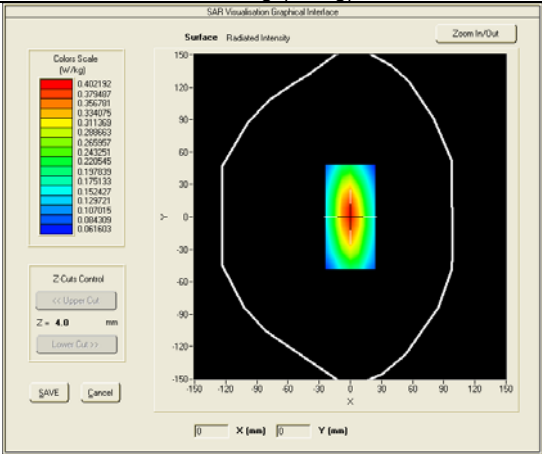 SAR Visualisation Graphical Interface
Surface Radiated Intensity
Zoom In/Out
Colors Scale
(W/kg)
0.402192
0.379487
0.356781
0.334075
0.311369
0.288663
0.265957
0.243251
0.220545
0.197839
0.175133
0.152427
0.129721
0.107015
0.084309
0.061603
Z-Cuts Control
<< Upper Cut
Z = 4.0 mm
Lower Cut >>
SAVE Cancel
150
120
90
60
30
0
-30
-60
-90
-120
-150
Y
-150 -120 -90 -60 -30 0 30 60 90 120 150
X
0 X (mm) 0 Y (mm)